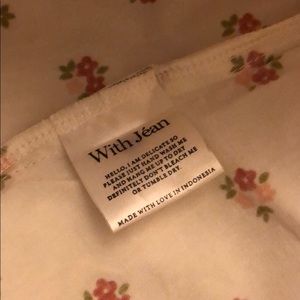 With Jéan
HELLO, I AM DELICATE SO
PLEASE JUST HAND WASH ME
AND HANG ME UP TO DRY
DEFINITELY DON'T BLEACH ME
OR TUMBLE DRY.
MADE WITH LOVE IN INDONESIA